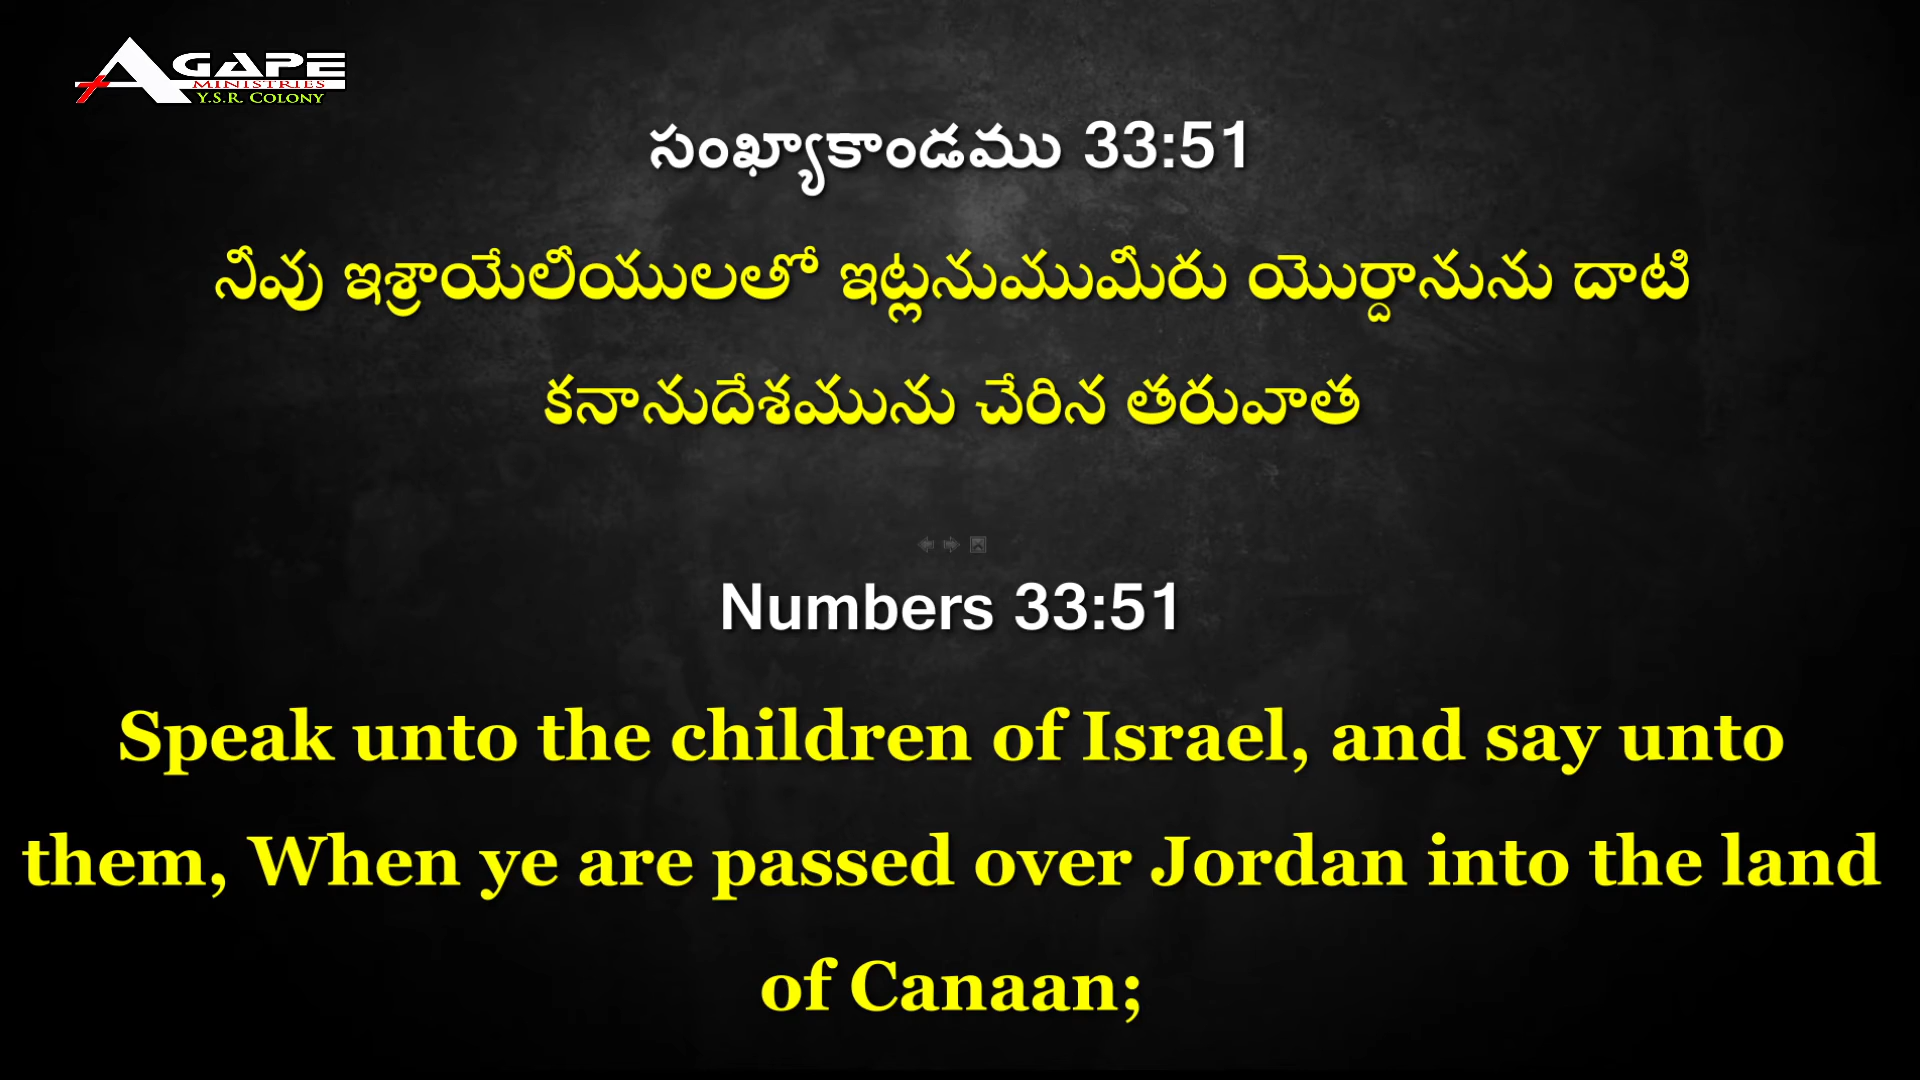 AGAPE
MINISTRIES
Y.S.R. COLONY
సంఖ్యాకాండము 33:51
నీవు ఇశ్రాయేలీయులతో ఇట్లనుముమీరు యొర్దానును దాటి
కనానుదేశమును చేరిన తరువాత
Numbers 33:51
Speak unto the children of Israel, and say unto
them, When ye are passed over Jordan into the land
of Canaan;